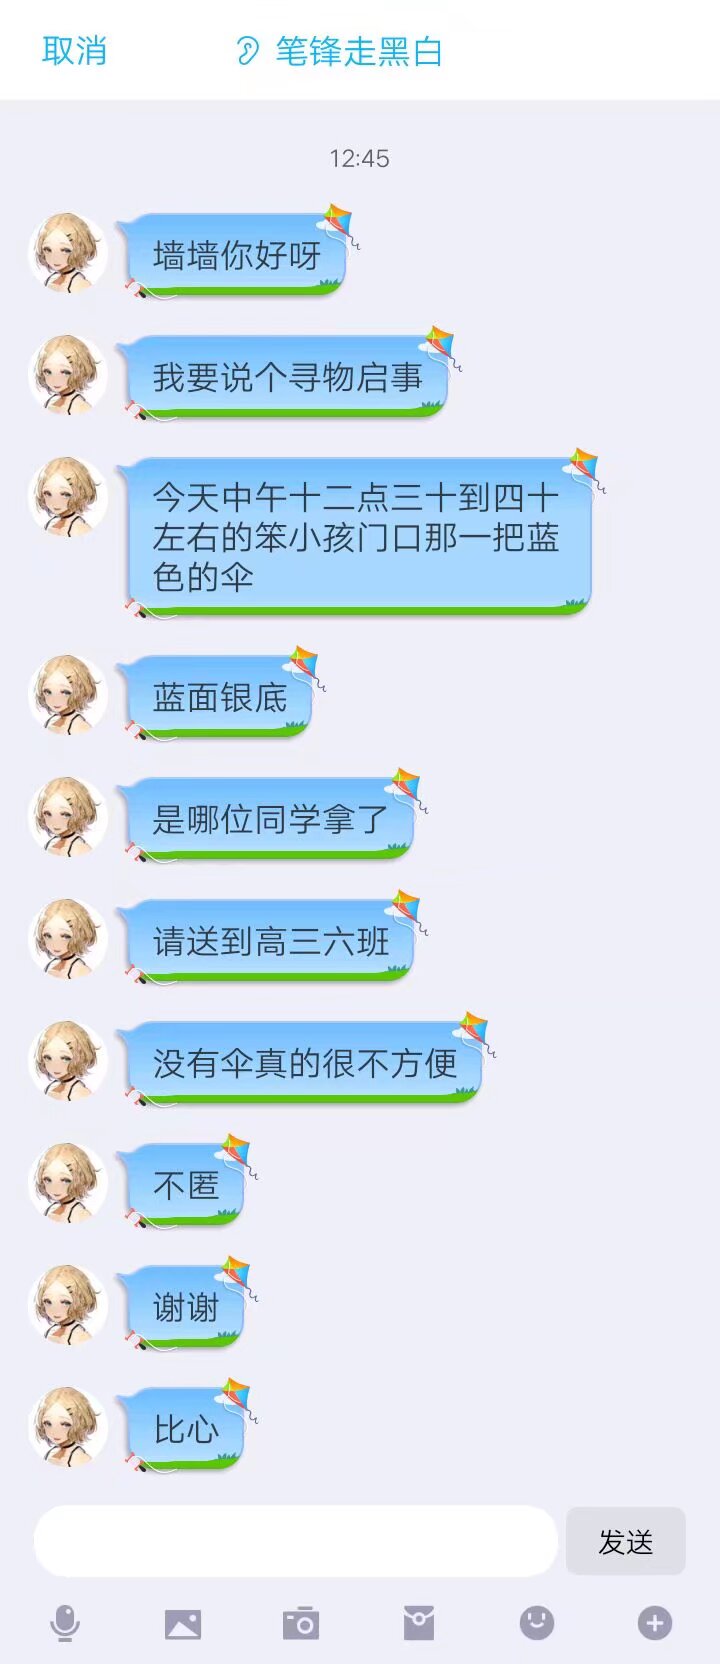 取消
笔锋走黑白
12:45
墙墙你好呀
我要说个寻物启事
今天中午十二点三十到四十
左右的笨小孩门口那一把蓝
色的伞
蓝面银底
是哪位同学拿了
请送到高三六班
没有伞真的很不方便
不匿
谢谢
比心
发送